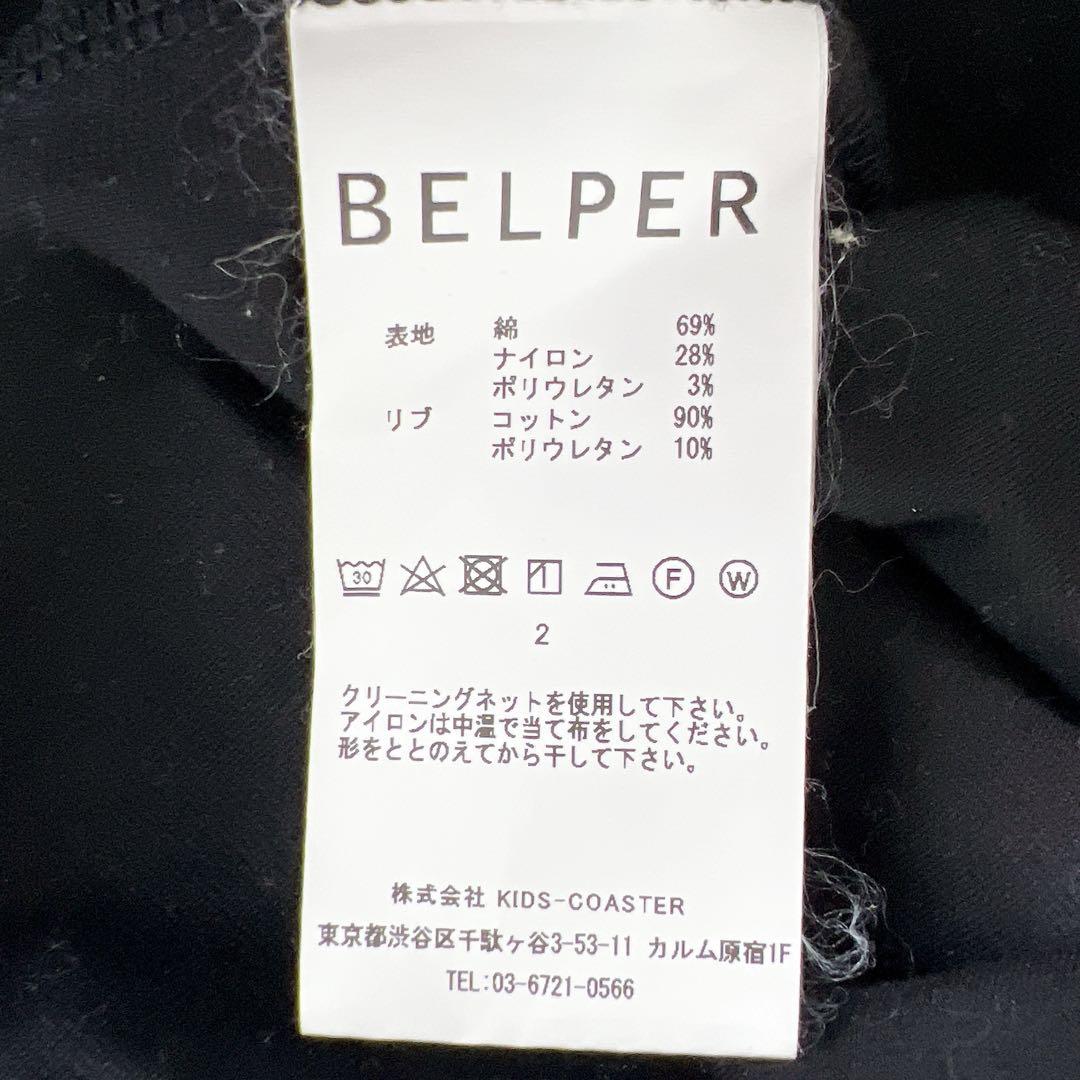 BELPER
表地 綿 69%
ナイロン 28%
ポリウレタン 3%
リブ コットン 90%
ポリウレタン 10%
30 F W
2
クリーニングネットを使用して下さい。
アイロンは中温で当て布をしてください。
形をととのえてから干して下さい。
株式会社 KIDS-COASTER
東京都渋谷区千駄ヶ谷3-53-11 カルム原宿1F
TEL:03-6721-0566